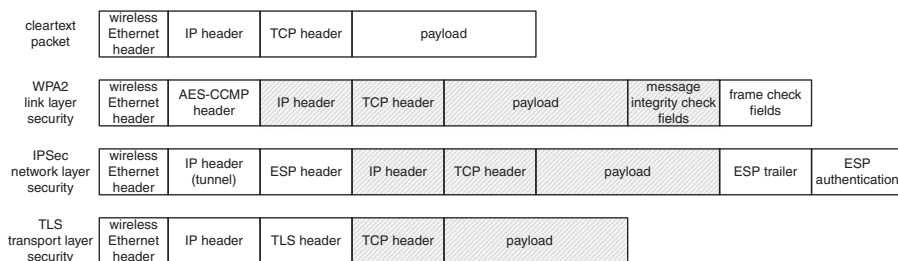 cleartext
packet
wireless
Ethernet
header
IP header
TCP header
payload
WPA2
link layer
security
wireless
Ethernet
header
AES-CCMP
header
IP header
TCP header
payload
message
integrity check
fields
frame check
fields
IPSec
network layer
security
wireless
Ethernet
header
IP header
(tunnel)
ESP header
IP header
TCP header
payload
ESP trailer
ESP
authentication
TLS
transport layer
security
wireless
Ethernet
header
IP header
TLS header
TCP header
payload